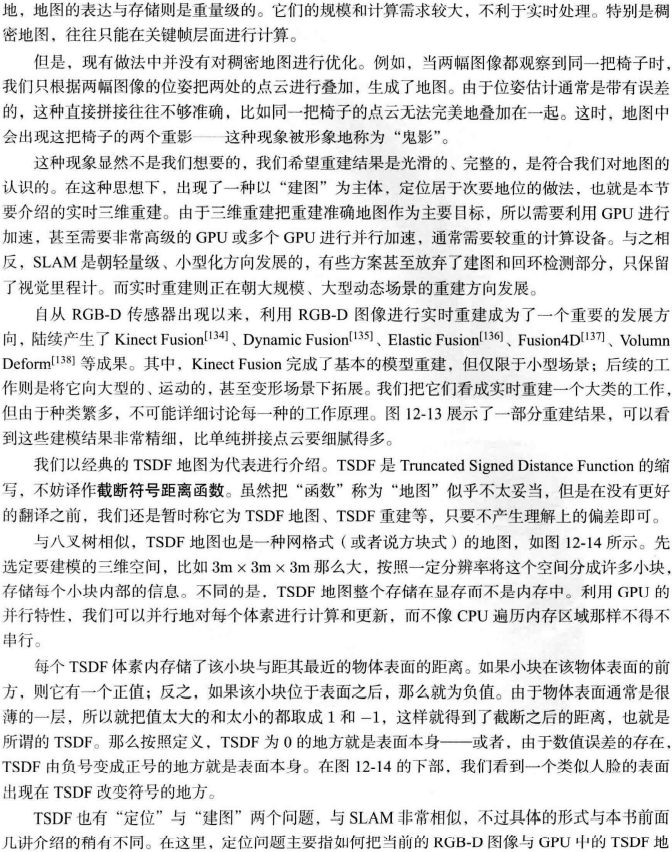 地，地图的表达与存储则是重量级的。它们的规模和计算需求较大，不利于实时处理。特别是稠
密地图，往往只能在关键帧层面进行计算。
但是，现有做法中并没有对稠密地图进行优化。例如，当两幅图像都观察到同一把椅子时，
我们只根据两幅图像的位姿把两处的点云进行叠加，生成了地图。由于位姿估计通常是带有误差
的，这种直接拼接往往不够准确，比如同一把椅子的点云无法完美地叠加在一起。这时，地图中
会出现这把椅子的两个重影——这种现象被形象地称为“鬼影”。
这种现象显然不是我们想要的，我们希望重建结果是光滑的、完整的，是符合我们对地图的
认识的。在这种思想下，出现了一种以“建图”为主体，定位居于次要地位的做法，也就是本节
要介绍的实时三维重建。由于三维重建把重建准确地图作为主要目标，所以需要利用 GPU 进行
加速，甚至需要非常高级的 GPU 或多个 GPU 进行并行加速，通常需要较重的计算设备。与之相
反，SLAM 是朝轻量级、小型化方向发展的，有些方案甚至放弃了建图和回环检测部分，只保留
了视觉里程计。而实时重建则正在朝大规模、大型动态场景的重建方向发展。
自从 RGB-D 传感器出现以来，利用 RGB-D 图像进行实时重建成为了一个重要的发展方
向，陆续产生了 Kinect Fusion[134]、Dynamic Fusion[135]、Elastic Fusion[136]、Fusion4D[137]、Volumn
Deform[138] 等成果。其中，Kinect Fusion 完成了基本的模型重建，但仅限于小型场景；后续的工
作则是将它向大型的、运动的，甚至变形场景下拓展。我们把它们看成实时重建一个大类的工作，
但由于种类繁多，不可能详细讨论每一种的工作原理。图 12-13 展示了一部分重建结果，可以看
到这些建模结果非常精细，比单纯拼接点云要细腻得多。
我们以经典的 TSDF 地图为代表进行介绍。TSDF 是 Truncated Signed Distance Function 的缩
写，不妨译作截断符号距离函数。虽然把“函数”称为“地图”似乎不太妥当，但是在没有更好
的翻译之前，我们还是暂时称它为 TSDF 地图、TSDF 重建等，只要不产生理解上的偏差即可。
与八叉树相似，TSDF 地图也是一种网格式（或者说方块式）的地图，如图 12-14 所示。先
选定要建模的三维空间，比如 3m × 3m × 3m 那么大，按照一定分辨率将这个空间分成许多小块，
存储每个小块内部的信息。不同的是，TSDF 地图整个存储在显存而不是内存中。利用 GPU 的
并行特性，我们可以并行地对每个体素进行计算和更新，而不像 CPU 遍历内存区域那样不得不
串行。
每个 TSDF 体素内存储了该小块与距其最近的物体表面的距离。如果小块在该物体表面的前
方，则它有一个正值；反之，如果该小块位于表面之后，那么就为负值。由于物体表面通常是很
薄的一层，所以就把值太大的和太小的都取成 1 和 −1，这样就得到了截断之后的距离，也就是
所谓的 TSDF。那么按照定义，TSDF 为 0 的地方就是表面本身——或者，由于数值误差的存在，
TSDF 由负号变成正号的地方就是表面本身。在图 12-14 的下部，我们看到一个类似人脸的表面
出现在 TSDF 改变符号的地方。
TSDF 也有“定位”与“建图”两个问题，与 SLAM 非常相似，不过具体的形式与本书前面
几讲介绍的稍有不同。在这里，定位问题主要指如何把当前的 RGB-D 图像与 GPU 中的 TSDF 地